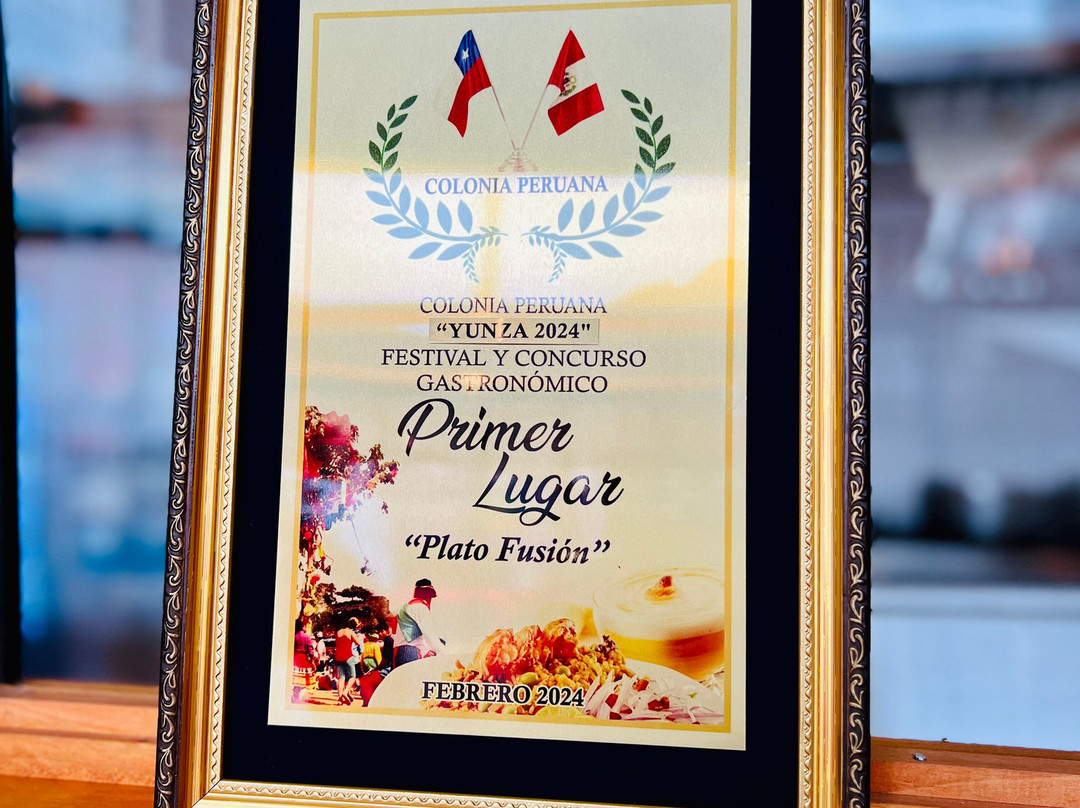 COLONIA PERUANA
COLONIA PERUANA
“YUNZA 2024"
FESTIVAL Y CONCURSO
GASTRONÓMICO
Primer
Lugar
“Plato Fusión”
FEBRERO 2024